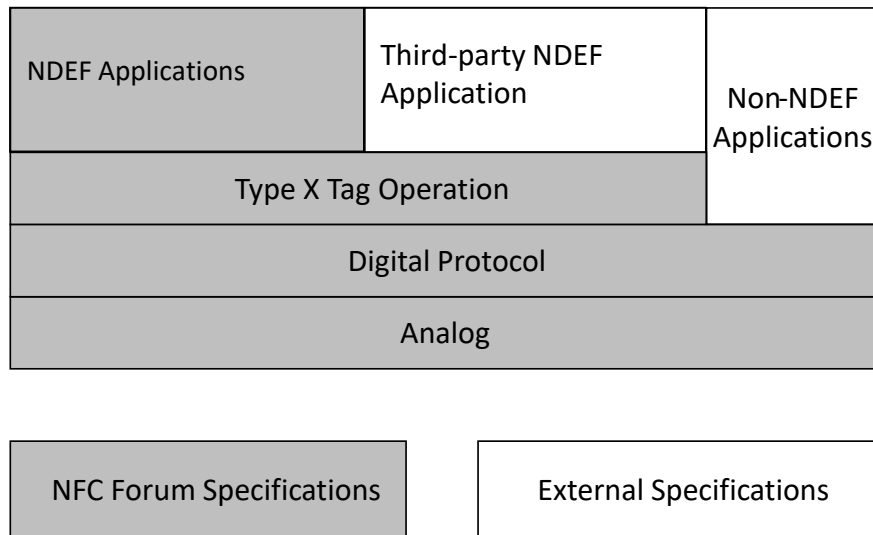 NDEF Applications
Third-party NDEF
Application
Non-NDEF
Applications
Type X Tag Operation
Digital Protocol
Analog
NFC Forum Specifications
External Specifications